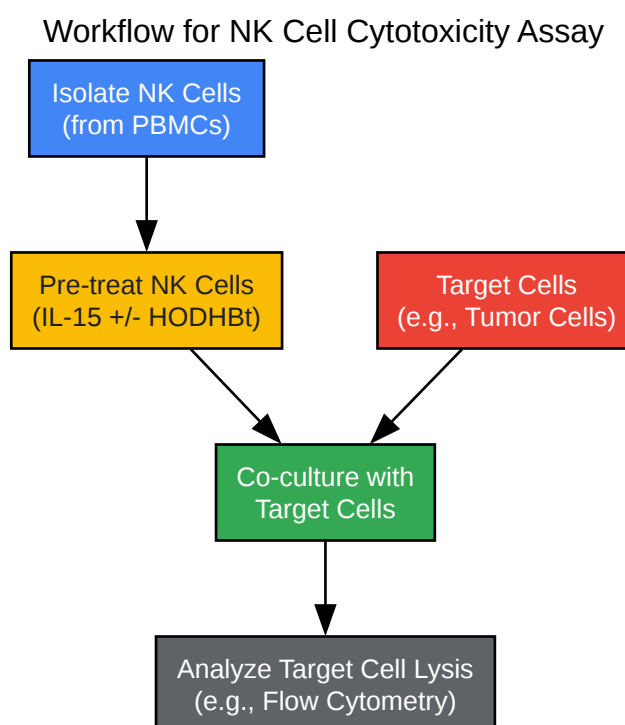 Workflow for NK Cell Cytotoxicity Assay
Isolate NK Cells
(from PBMCs)
Pre-treat NK Cells
(IL-15 +/- HODHBt)
Target Cells
(e.g., Tumor Cells)
Co-culture with
Target Cells
Analyze Target Cell Lysis
(e.g., Flow Cytometry)